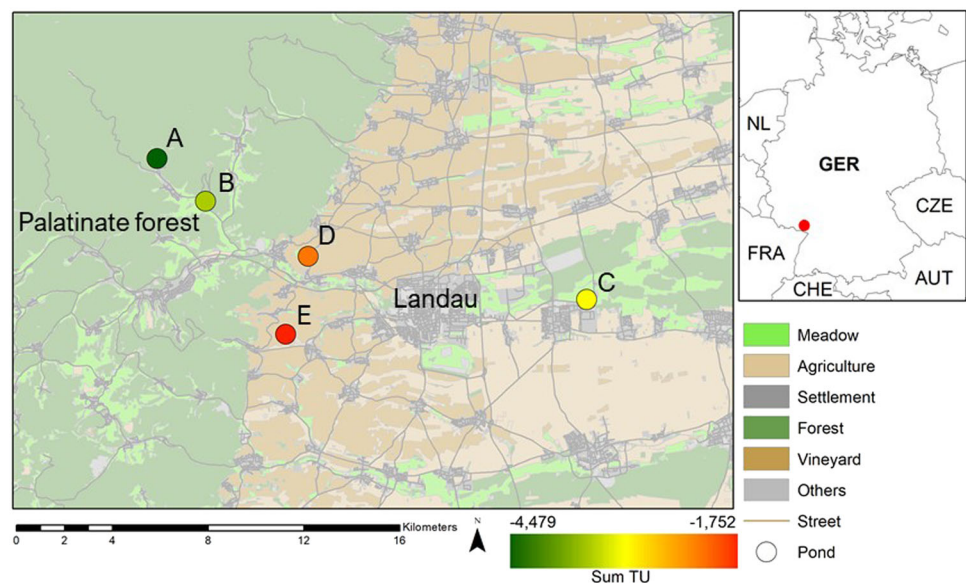 A
B
Palatinate forest
D
Landau
C
E
NL
GER
CZE
FRA
CHE
AUT
Meadow
Agriculture
Settlement
Forest
Vineyard
Others
Street
Pond
Kilometers
0 2 4 8 12 16
N
-4,479 -1,752
Sum TU